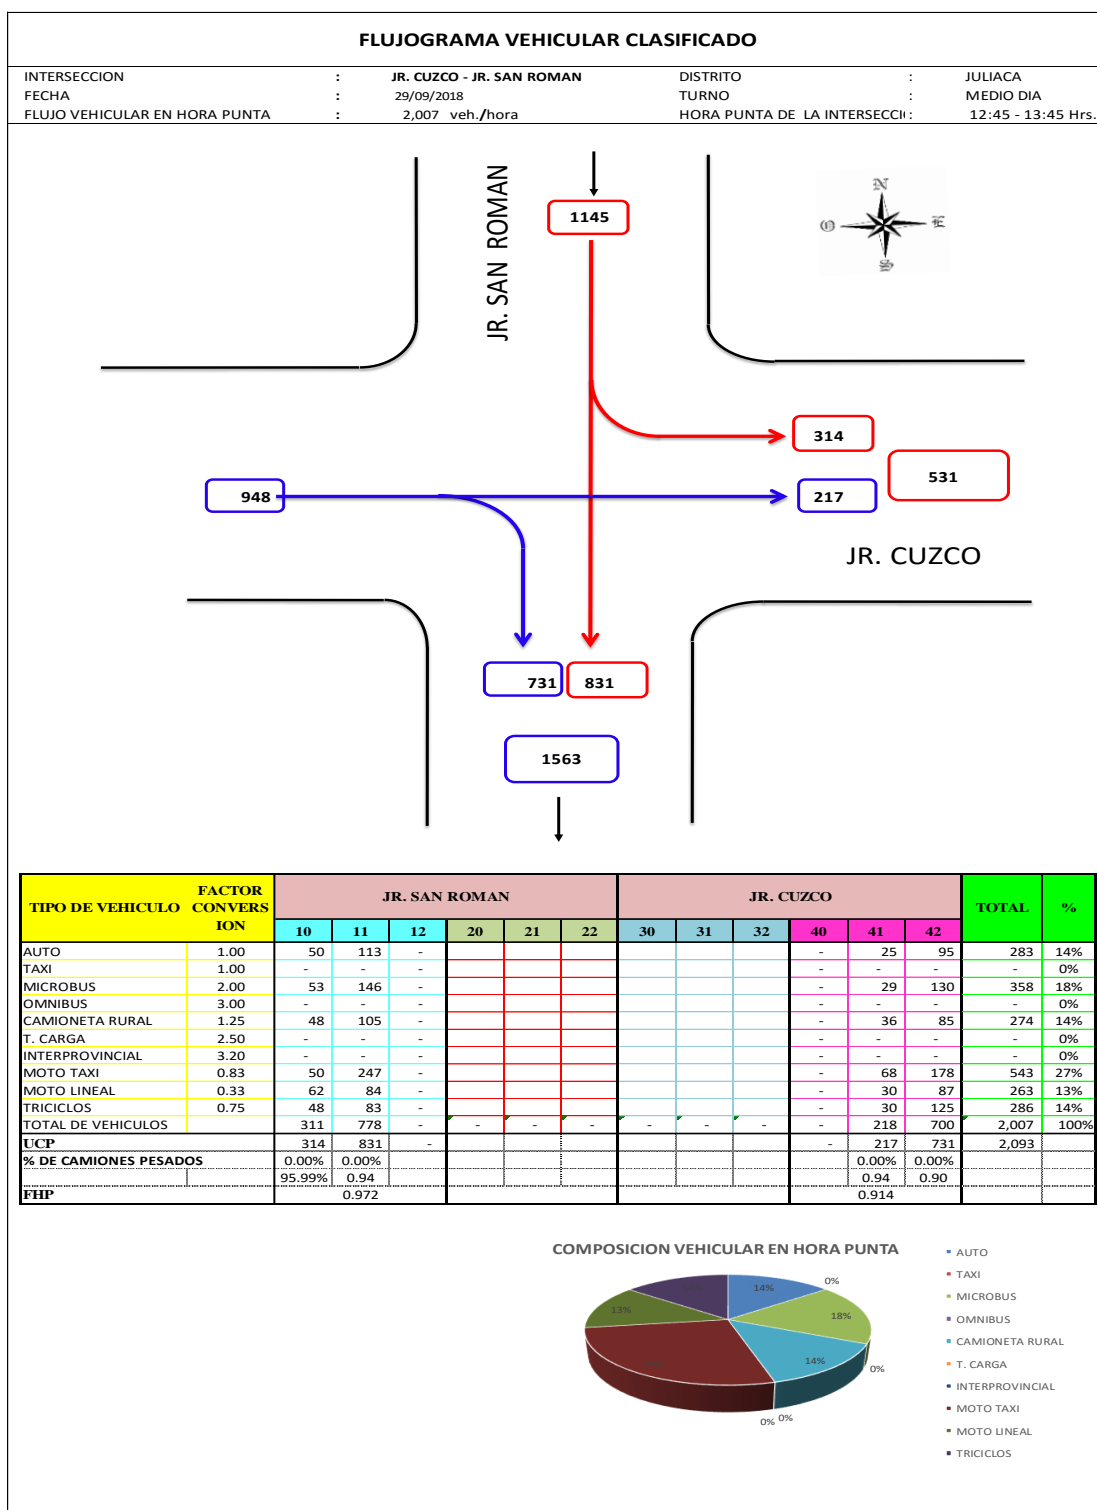 FLUJOGRAMA VEHICULAR CLASIFICADO
INTERSECCION : JR. CUZCO - JR. SAN ROMAN DISTRITO : JULIACA
FECHA : 29/09/2018 TURNO : MEDIO DIA
FLUJO VEHICULAR EN HORA PUNTA : 2,007 veh./hora HORA PUNTA DE LA INTERSECCI : 12:45 - 13:45 Hrs.
JR. SAN ROMAN
1145
N
O E
S
314
531
948 217
JR. CUZCO
731 831
1563
TIPO DE VEHICULO FACTOR CONVERSION JR. SAN ROMAN JR. CUZCO TOTAL %
10 11 12 20 21 22 30 31 32 40 41 42
AUTO 1.00 50 113 - - 25 95 283 14%
TAXI 1.00 - - - - - - - 0%
MICROBUS 2.00 53 146 - - 29 130 358 18%
OMNIBUS 3.00 - - - - - - - 0%
CAMIONETA RURAL 1.25 48 105 - - 36 85 274 14%
T. CARGA 2.50 - - - - - - - 0%
INTERPROVINCIAL 3.20 - - - - - - - 0%
MOTO TAXI 0.83 50 247 - - 68 178 543 27%
MOTO LINEAL 0.33 62 84 - - 30 87 263 13%
TRICICLOS 0.75 48 83 - - 30 125 286 14%
TOTAL DE VEHICULOS 311 778 - - - - - - - - 218 700 2,007 100%
UCP 314 831 - - 217 731 2,093
% DE CAMIONES PESADOS 0.00% 0.00% 0.00% 0.00%
95.99% 0.94 0.94 0.90
FHP 0.972 0.914
COMPOSICION VEHICULAR EN HORA PUNTA
14% 0%
18%
0%
14%
0% 0%
13%
AUTO
TAXI
MICROBUS
OMNIBUS
CAMIONETA RURAL
T. CARGA
INTERPROVINCIAL
MOTO TAXI
MOTO LINEAL
TRICICLOS